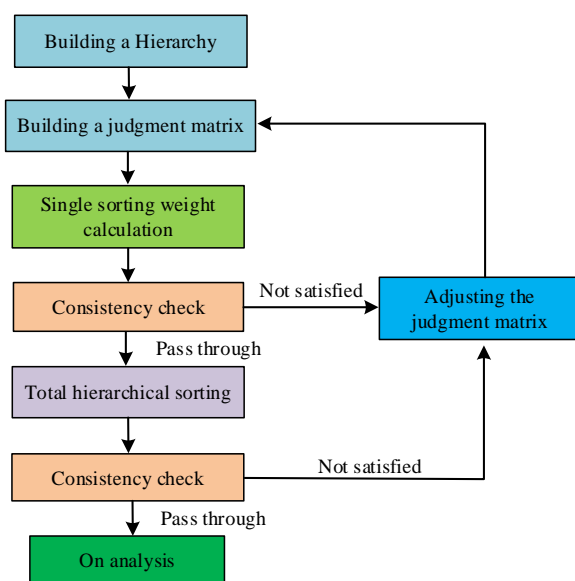 Building a Hierarchy
Building a judgment matrix
Single sorting weight
calculation
Consistency check
Not satisfied
Adjusting the
judgment matrix
Pass through
Total hierarchical sorting
Consistency check
Not satisfied
Pass through
On analysis